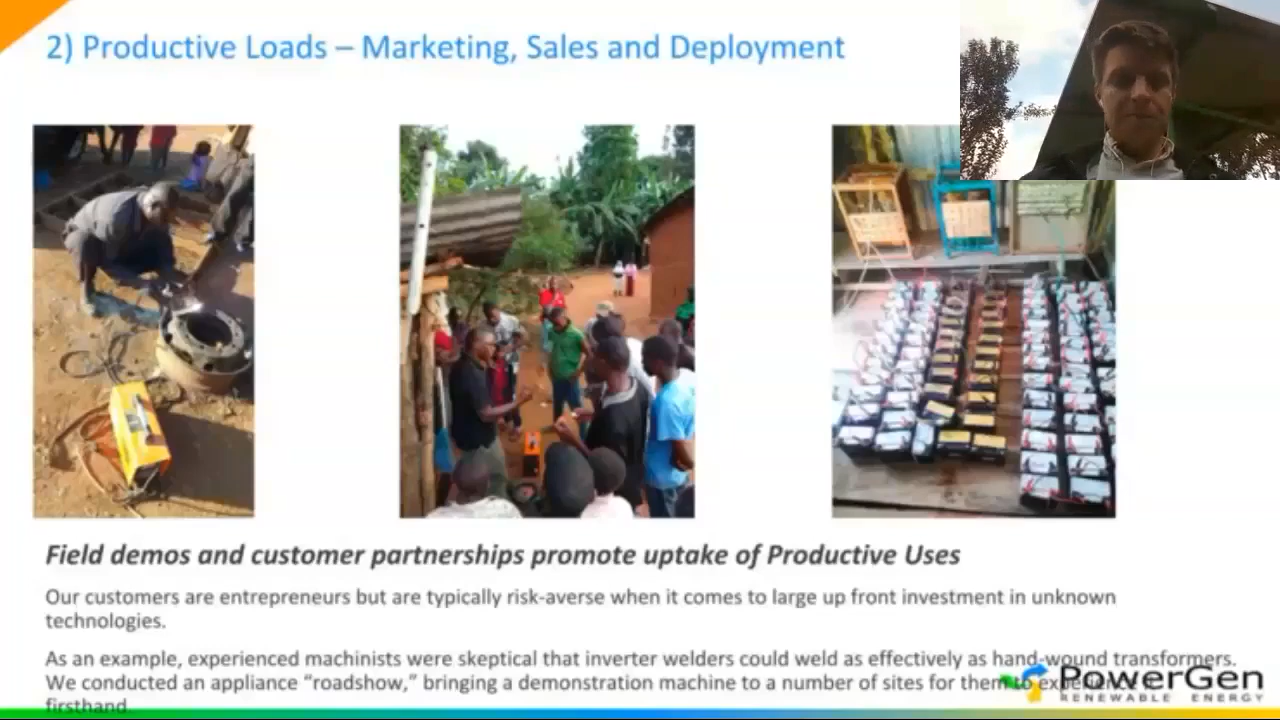 2) Productive Loads – Marketing, Sales and Deployment
Field demos and customer partnerships promote uptake of Productive Uses
Our customers are entrepreneurs but are typically risk-averse when it comes to large up front investment in unknown
technologies.
As an example, experienced machinists were skeptical that inverter welders could weld as effectively as hand-wound transformers.
We conducted an appliance “roadshow,” bringing a demonstration machine to a number of sites for them to
firsthand.
PowerGen
RENEWABLE ENERGY